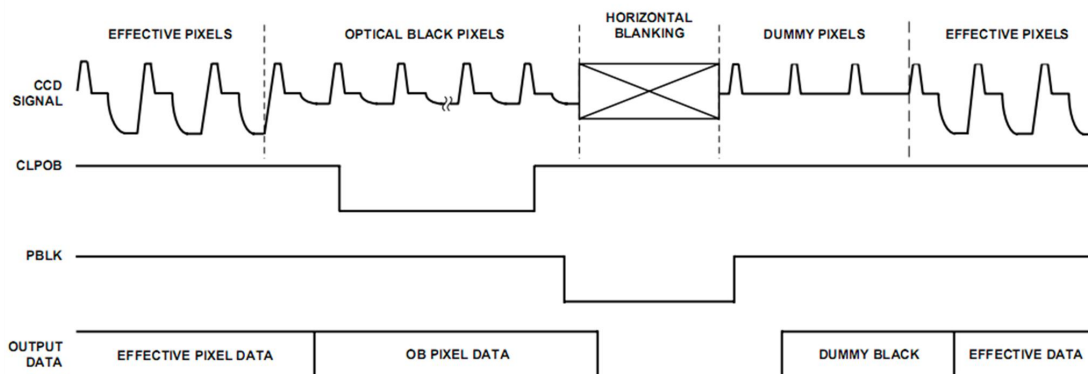 HORIZONTAL
BLANKING
EFFECTIVE PIXELS
OPTICAL BLACK PIXELS
DUMMY PIXELS
EFFECTIVE PIXELS
CCD
SIGNAL
CLPOB
PBLK
OUTPUT
DATA
EFFECTIVE PIXEL DATA
OB PIXEL DATA
DUMMY BLACK
EFFECTIVE DATA